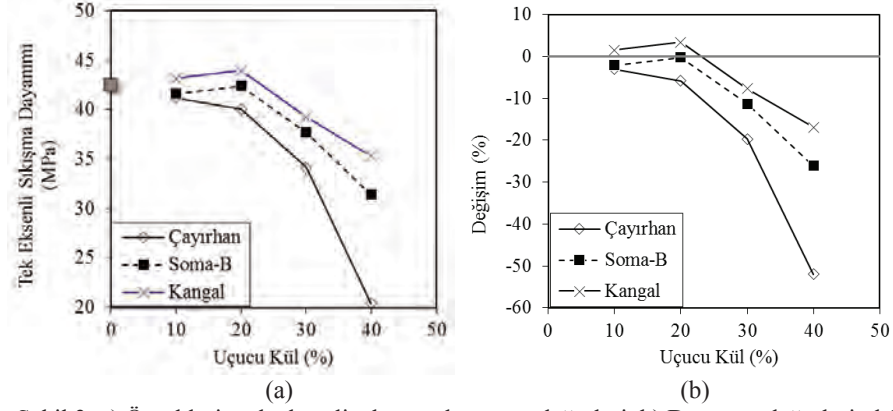 50
45
40
35
30
25
20
0
10
20
30
40
50
Tek Eksenli Sıkışma Dayanımı
(MPa)
Uçucu Kül (%)
Çayırhan
Soma-B
Kangal
(a)
10
0
-10
-20
-30
-40
-50
-60
0
10
20
30
40
50
Değişim (%)
Uçucu Kül (%)
Çayırhan
Soma-B
Kangal
(b)